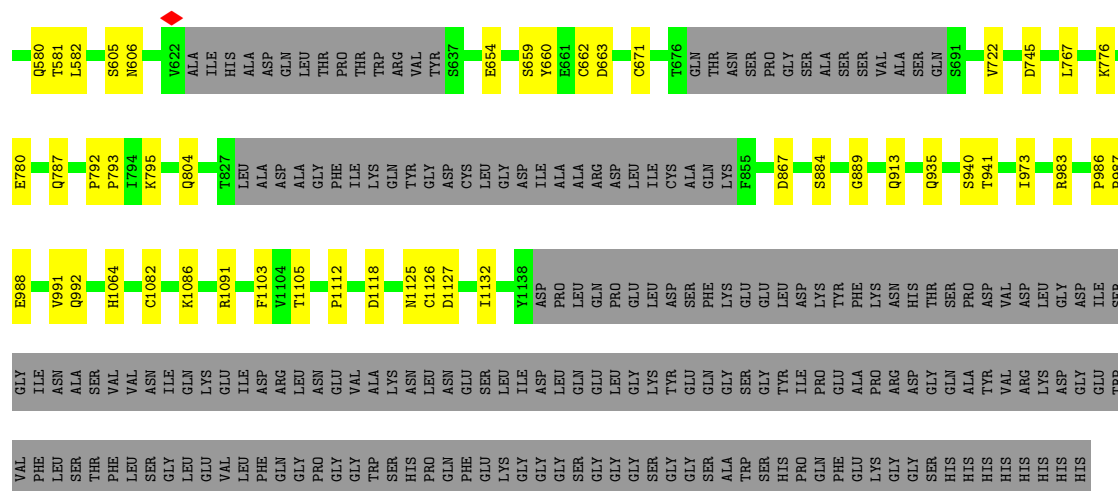 Q580 T581 L582 S605 N606 V622 ALA ILE HIS ALA ASP GLN LEU THR PRO THR TRP ARG VAL TYR S637 E654 S659 Y660 E661 C662 D663 C671 T676 GLN THR ASN SER PRO GLY SER ALA SER SER VAL ALA SER GLN S691 V722 D745 L767 K776
E780 Q787 P792 P793 I794 K795 Q804 T827 LEU ALA ASP ALA GLY PHE ILE LYS GLN TYR GLY ASP CYS LEU GLY ASP ILE ALA ALA ARG ASP LEU ILE CYS ALA GLN LYS F855 D867 S884 G889 Q913 Q935 S940 T941 I973 R983 P986 P987
E988 V991 Q992 H1064 C1082 K1086 R1091 F1103 V1104 T1105 P1112 D1118 N1125 C1126 D1127 I1132 Y1138 ASP PRO LEU GLN PRO GLU LEU ASP SER PHE LYS GLU GLU LEU ASP LYS TYR PHE LYS ASN HIS THR SER PRO ASP VAL ASP LEU GLY ASP ILE SER
GLY ILE ASN ALA SER VAL VAL ASN ILE GLN LYS GLU ILE ASP ARG LEU ASN GLU VAL ALA LYS ASN LEU ASN GLU SER LEU ILE ASP LEU GLN GLU LEU GLY LYS TYR GLU GLN GLY SER GLY TYR ILE PRO GLU ALA PRO ARG ASP GLY GLN ALA TYR VAL ARG LYS ASP GLY GLU TRP
VAL PHE LEU SER THR PHE LEU SER GLY LEU GLU VAL LEU PHE GLN GLY PRO GLY GLY TRP SER HIS PRO GLN PHE GLU LYS GLY GLY GLY SER GLY GLY GLY GLY SER GLY GLY GLY SER ALA TRP SER HIS PRO GLN PHE GLU LYS GLY GLY SER HIS HIS HIS HIS HIS HIS HIS HIS